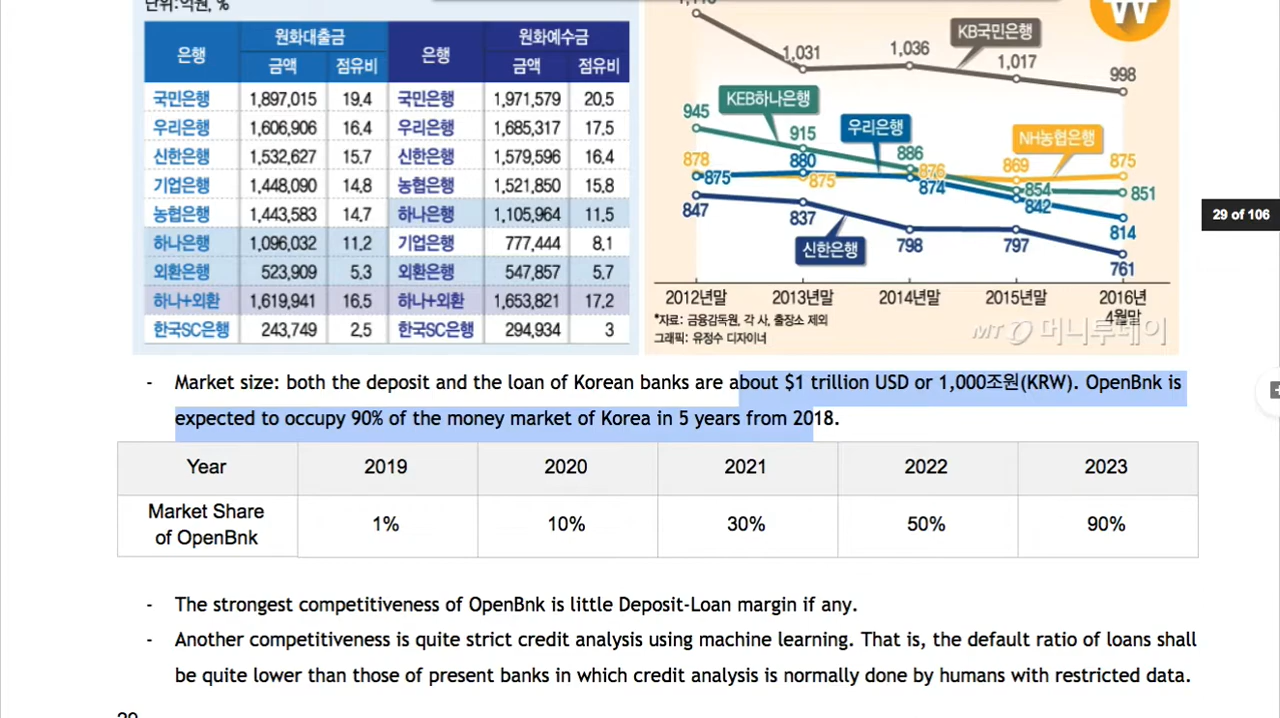 단위:억원, %
은행 원화대출금 은행 원화예수금
금액 점유비 금액 점유비
국민은행 1,897,015 19.4 국민은행 1,971,579 20.5
우리은행 1,606,906 16.4 우리은행 1,685,317 17.5
신한은행 1,532,627 15.7 신한은행 1,579,596 16.4
기업은행 1,448,090 14.8 농협은행 1,521,850 15.8
농협은행 1,443,583 14.7 하나은행 1,105,964 11.5
하나은행 1,096,032 11.2 기업은행 777,444 8.1
외환은행 523,909 5.3 외환은행 547,857 5.7
하나+외환 1,619,941 16.5 하나+외환 1,653,821 17.2
한국SC은행 243,749 2.5 한국SC은행 294,934 3
₩
KB국민은행
1,031 1,036 1,017 998
KEB하나은행
945 915 886 854 851
우리은행
NH농협은행
878 880 876 869 875
875 875 874 842 814
847 837 798 797 761
신한은행
2012년말 2013년말 2014년말 2015년말 2016년
4월말
*자료: 금융감독원, 각 사, 출장소 제외
그래픽: 유정수 디자이너
MT 머니투데이
29 of 106
- Market size: both the deposit and the loan of Korean banks are about $1 trillion USD or 1,000조원(KRW). OpenBnk is
expected to occupy 90% of the money market of Korea in 5 years from 2018.
Year 2019 2020 2021 2022 2023
Market Share
of OpenBnk 1% 10% 30% 50% 90%
- The strongest competitiveness of OpenBnk is little Deposit-Loan margin if any.
- Another competitiveness is quite strict credit analysis using machine learning. That is, the default ratio of loans shall
be quite lower than those of present banks in which credit analysis is normally done by humans with restricted data.